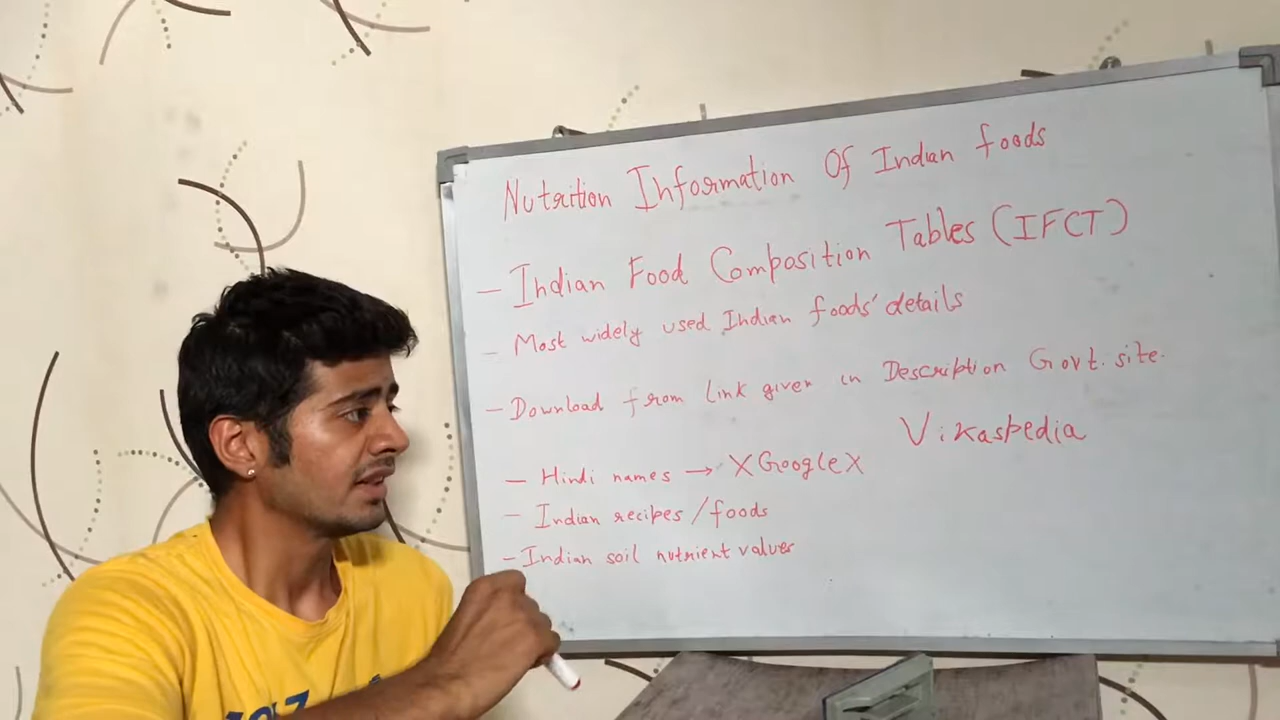 Nutrition Information Of Indian foods
- Indian Food Composition Tables (IFCT)
- Most widely used Indian foods' details
- Download from link given in Description Govt. site.
Vikaspedia
- Hindi names → X Google X
- Indian recipes / foods
- Indian soil nutrient values